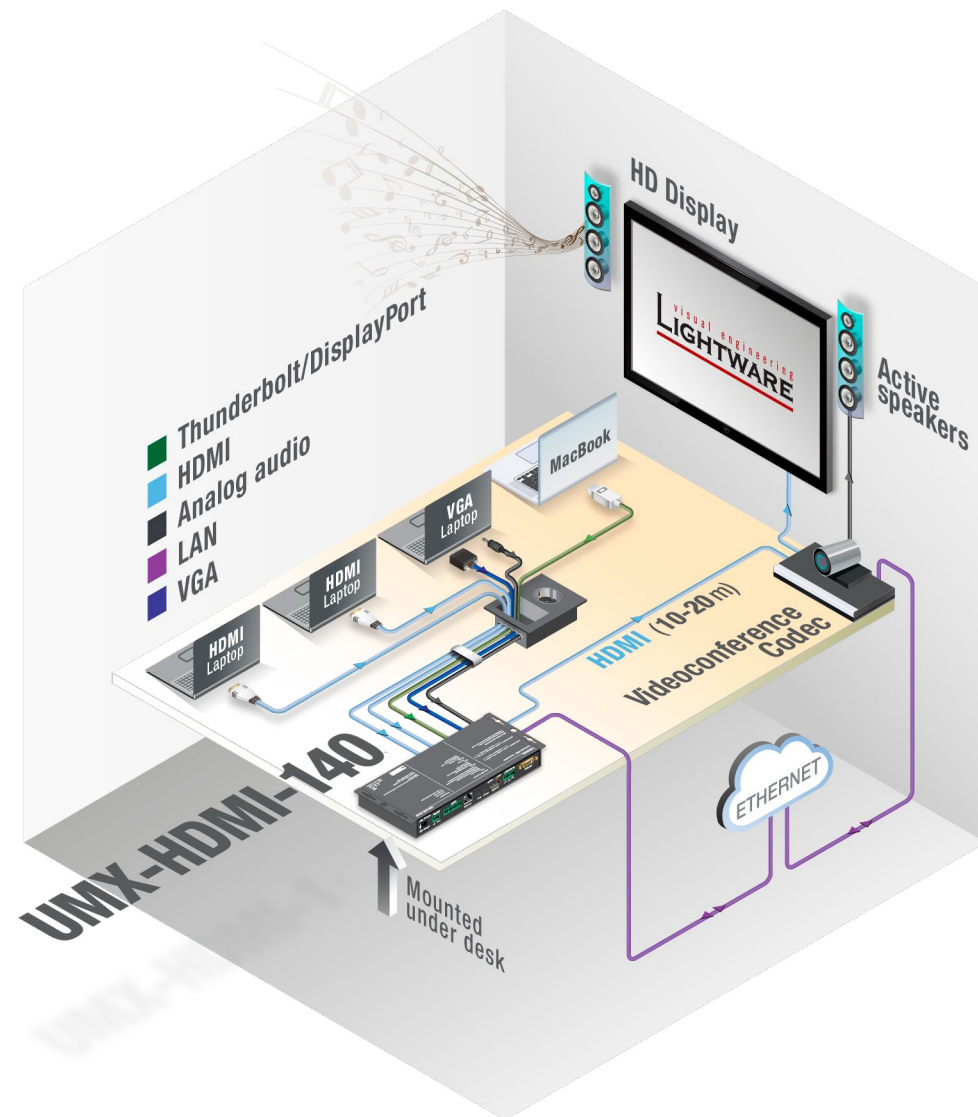 HD Display
visual engineering
LIGHTWARE
Active
speakers
Thunderbolt/DisplayPort
HDMI
Analog audio
LAN
VGA
MacBook
VGA
Laptop
HDMI
Laptop
HDMI
Laptop
HDMI (10-20 m)
Videoconference
Codec
UMX-HDMI-140
ETHERNET
Mounted
under desk